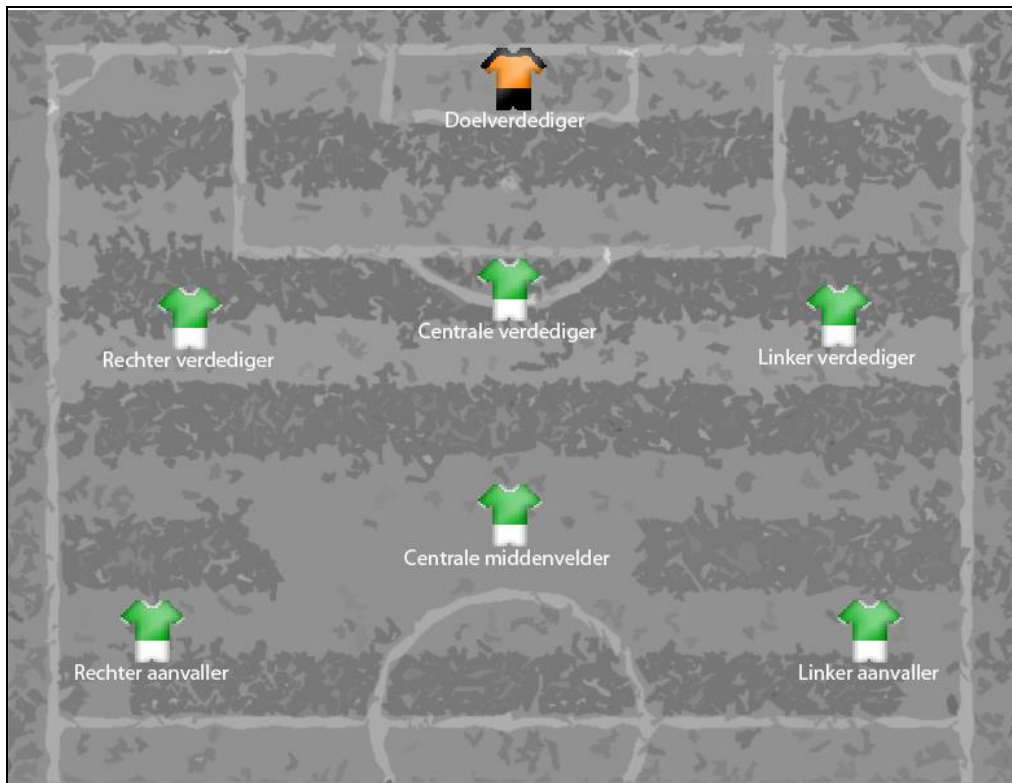 Doelverdediger
Centrale verdediger
Rechter verdediger
Linker verdediger
Centrale middenvelder
Rechter aanvaller
Linker aanvaller